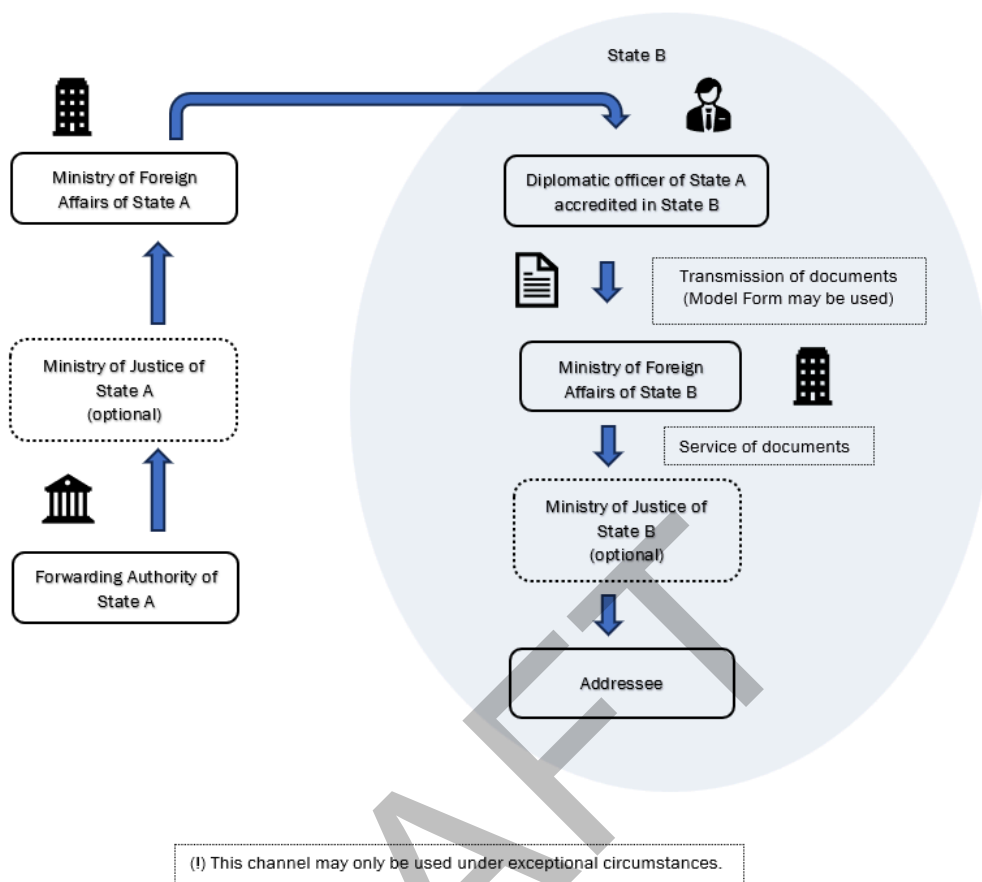 State B
Ministry of Foreign
Affairs of State A
Diplomatic officer of State A
accredited in State B
Transmission of documents
(Model Form may be used)
Ministry of Justice of
State A
(optional)
Ministry of Foreign
Affairs of State B
Service of documents
Ministry of Justice of
State B
(optional)
Forwarding Authority of
State A
Addressee
AFT
(!) This channel may only be used under exceptional circumstances.